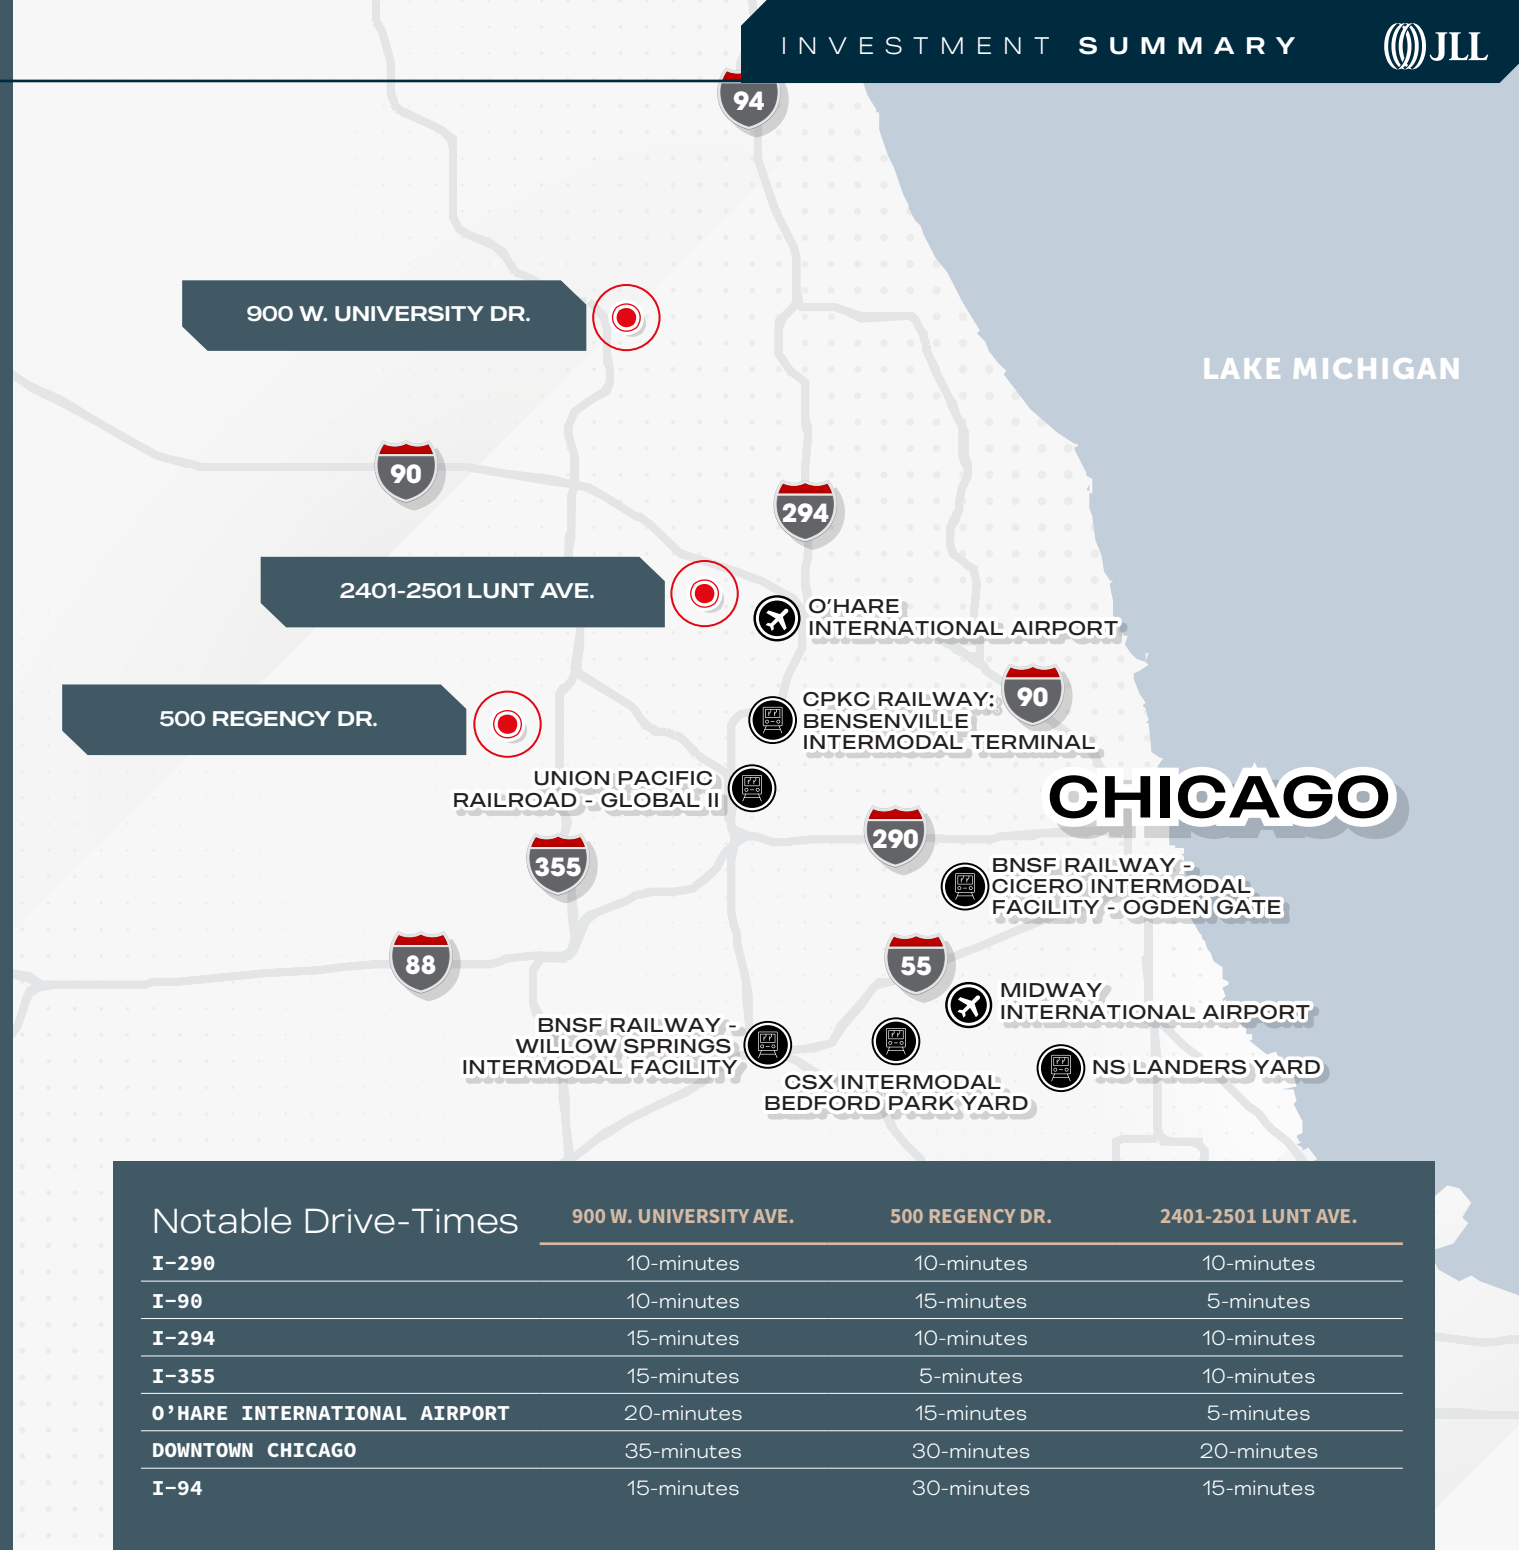 INVESTMENT SUMMARY
JLL
94
900 W. UNIVERSITY DR.
LAKE MICHIGAN
90
294
2401-2501 LUNT AVE.
O'HARE
INTERNATIONAL AIRPORT
90
500 REGENCY DR.
CPKC RAILWAY:
BENSENVILLE
INTERMODAL TERMINAL
UNION PACIFIC
RAILROAD - GLOBAL II
CHICAGO
290
355
BNSF RAILWAY -
CICERO INTERMODAL
FACILITY - OGDEN GATE
88
55
MIDWAY
INTERNATIONAL AIRPORT
BNSF RAILWAY -
WILLOW SPRINGS
INTERMODAL FACILITY
CSX INTERMODAL
BEDFORD PARK YARD
NS LANDERS YARD
Notable Drive-Times 900 W. UNIVERSITY AVE. 500 REGENCY DR. 2401-2501 LUNT AVE.
I-290 10-minutes 10-minutes 10-minutes
I-90 10-minutes 15-minutes 5-minutes
I-294 15-minutes 10-minutes 10-minutes
I-355 15-minutes 5-minutes 10-minutes
O’HARE INTERNATIONAL AIRPORT 20-minutes 15-minutes 5-minutes
DOWNTOWN CHICAGO 35-minutes 30-minutes 20-minutes
I-94 15-minutes 30-minutes 15-minutes